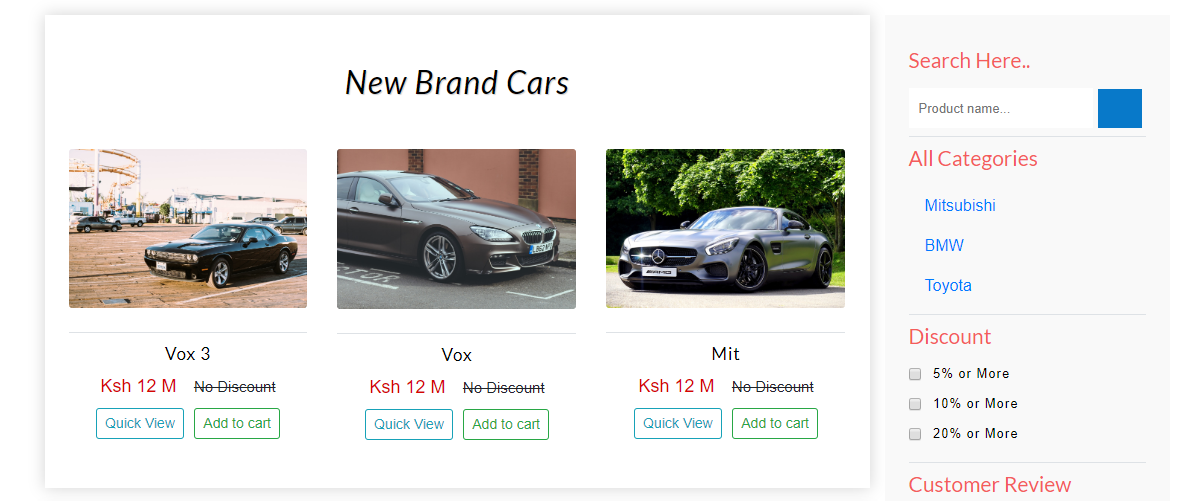 New Brand Cars
Vox 3
Ksh 12 M No Discount
Quick View Add to cart
Vox
Ksh 12 M No Discount
Quick View Add to cart
Mit
Ksh 12 M No Discount
Quick View Add to cart
Search Here..
Product name...
All Categories
Mitsubishi
BMW
Toyota
Discount
5% or More
10% or More
20% or More
Customer Review